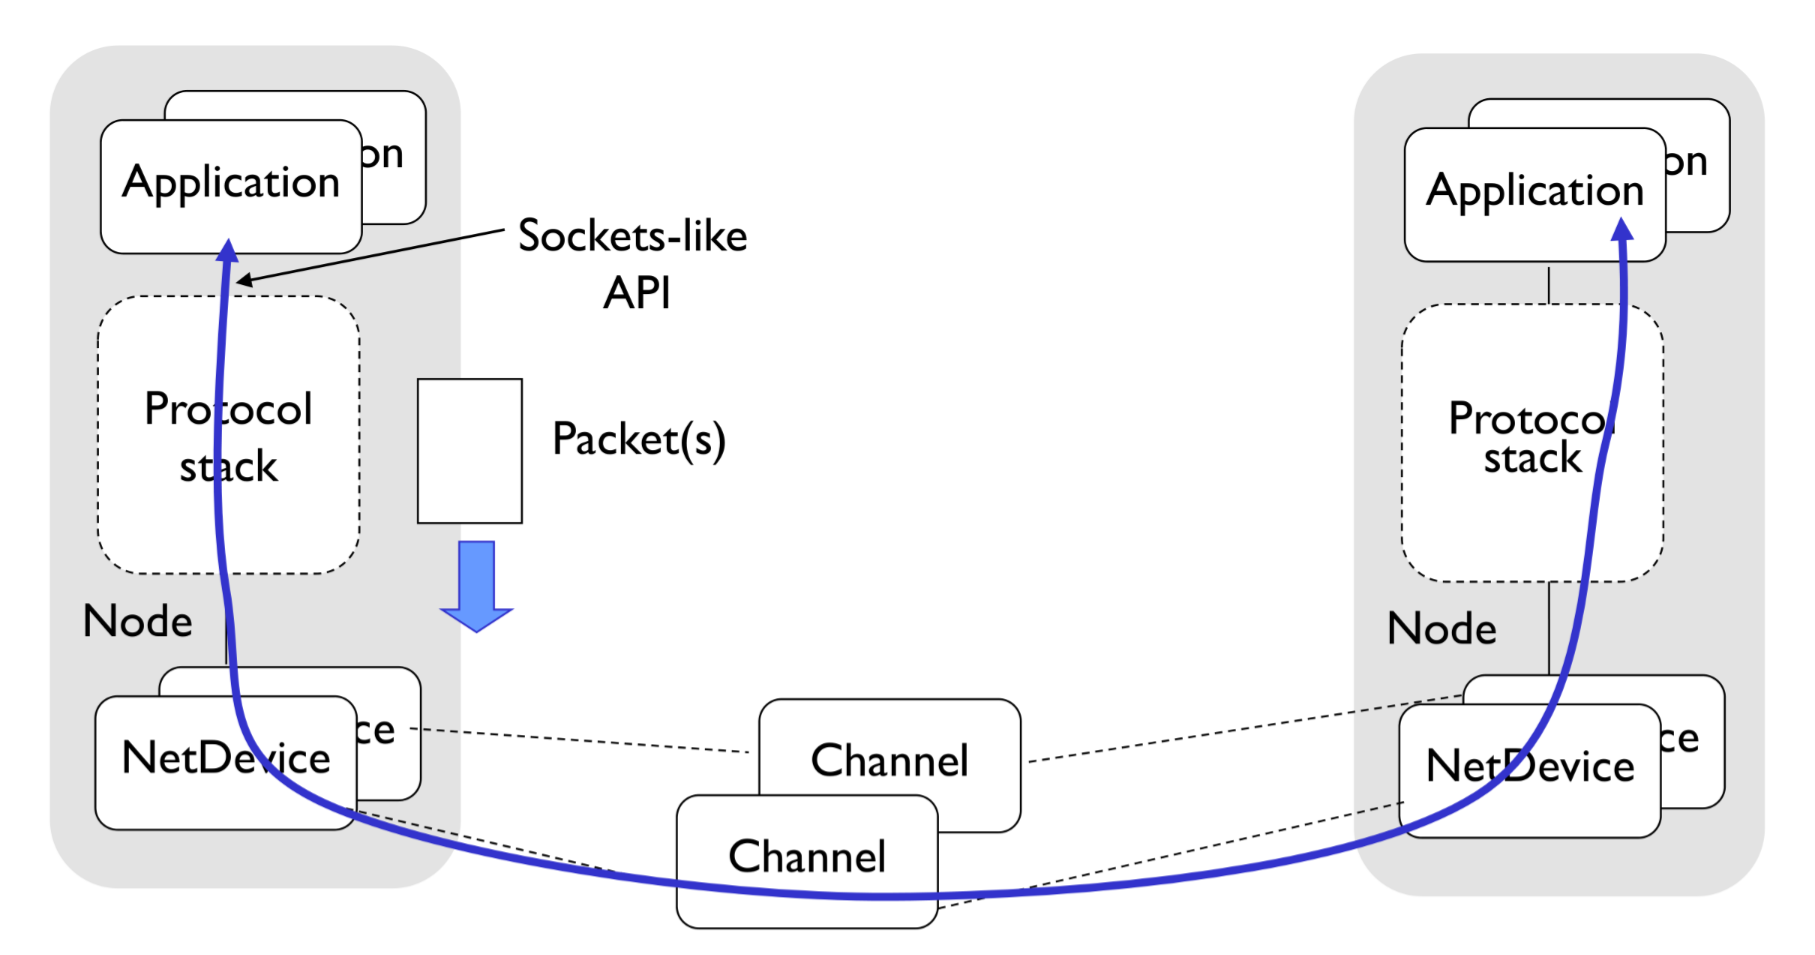 Application
on
Sockets-like
API
Protocol
stack
Packet(s)
Node
NetDevice
ce
Channel
Channel
Application
on
Protocol
stack
Node
NetDevice
ce